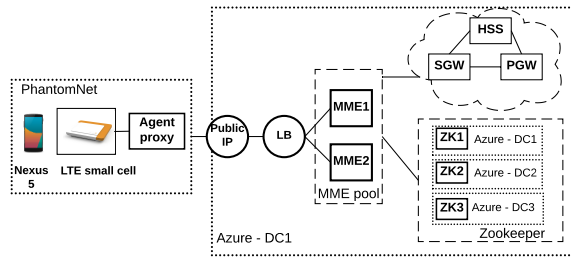 PhantomNet
Nexus
5
LTE small cell
Agent
proxy
Public
IP
LB
MME1
MME2
MME pool
HSS
SGW
PGW
ZK1
Azure - DC1
ZK2
Azure - DC2
ZK3
Azure - DC3
Zookeeper
Azure - DC1